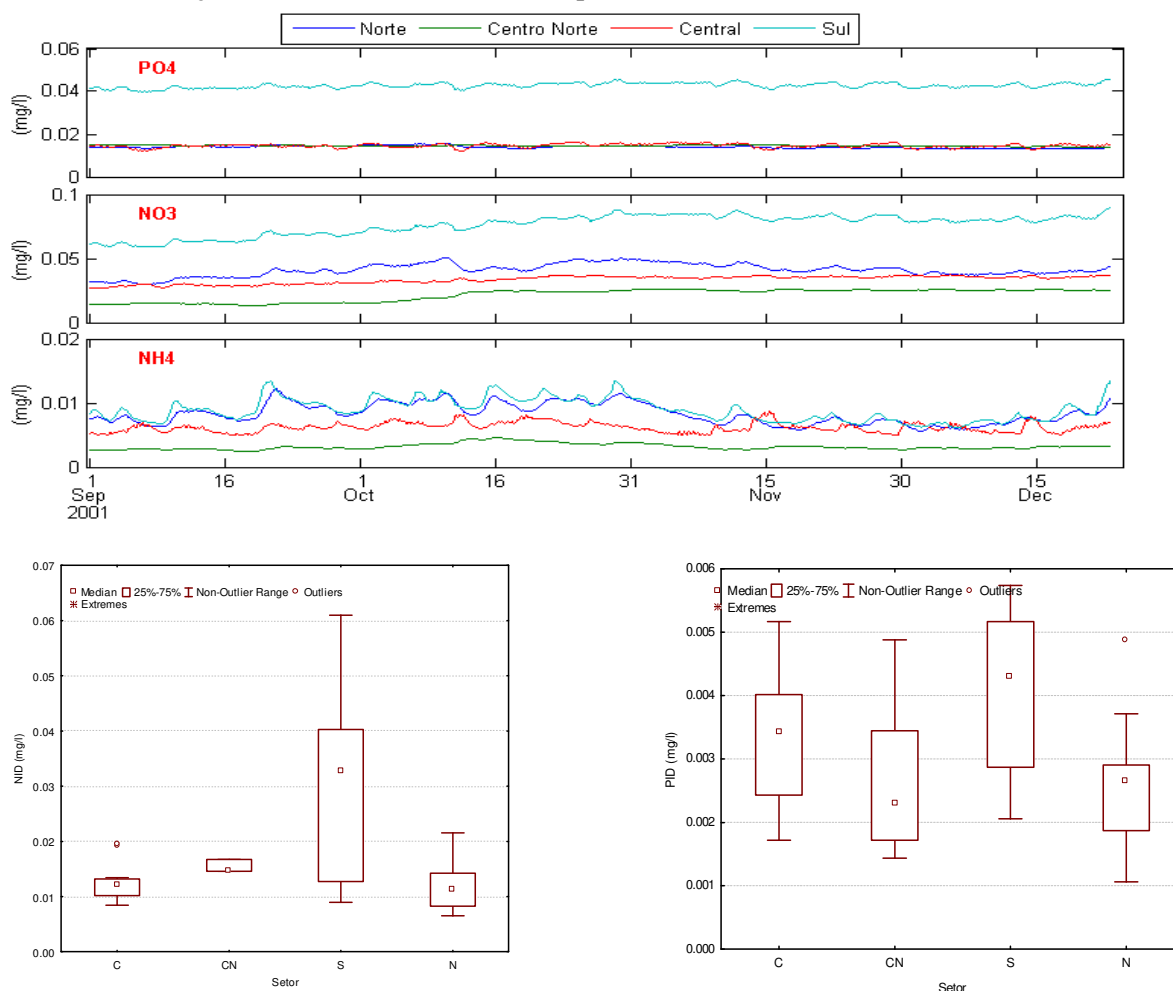 Norte Centro Norte Central Sul
0.06
PO4
0.04
(mg/l)
0.02
0
0.1
NO3
(mg/l)
0.05
0
0.02
NH4
(mg/l)
0.01
0
1 16 1 16 31 15 30 15
Sep Oct Nov Dec
2001
0.07
Median 25%-75% Non-Outlier Range Outliers
Extremes
0.06
0.05
0.04
NID (mg/l)
0.03
0.02
0.01
0.00
C CN S N
Setor
0.006
Median 25%-75% Non-Outlier Range Outliers
Extremes
0.005
0.004
PID (mg/l)
0.003
0.002
0.001
0.000
C CN S N
Setor